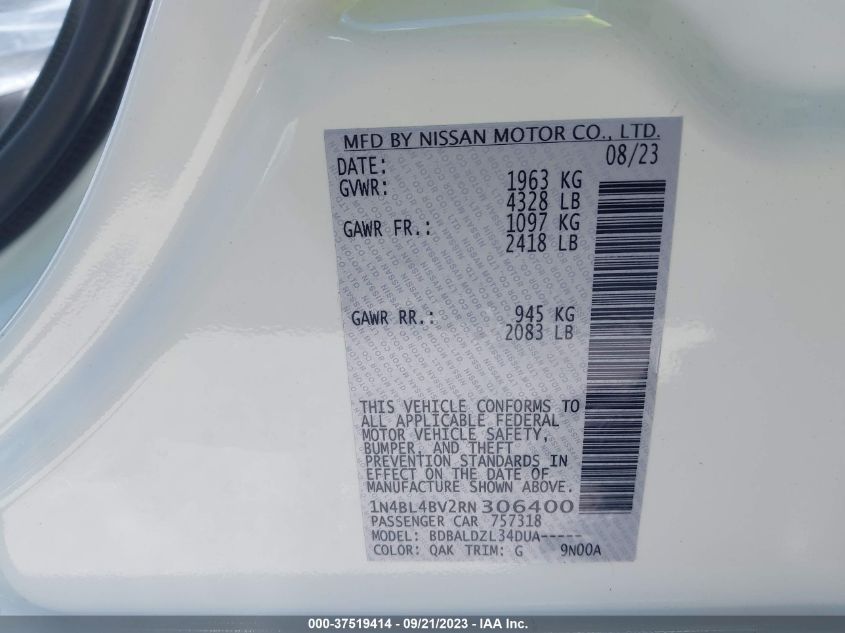 MFD BY NISSAN MOTOR CO., LTD.
DATE: 08/23
GVWR: 1963 KG
4328 LB
GAWR FR.: 1097 KG
2418 LB
GAWR RR.: 945 KG
2083 LB
THIS VEHICLE CONFORMS TO
ALL APPLICABLE FEDERAL
MOTOR VEHICLE SAFETY,
BUMPER, AND THEFT
PREVENTION STANDARDS IN
EFFECT ON THE DATE OF
MANUFACTURE SHOWN ABOVE.
1N4BL4BV2RN306400
PASSENGER CAR 757318
MODEL: BDBALDZL34DUA-----
COLOR: QAK TRIM: G 9N00A
000-37519414 - 09/21/2023 - IAA Inc.